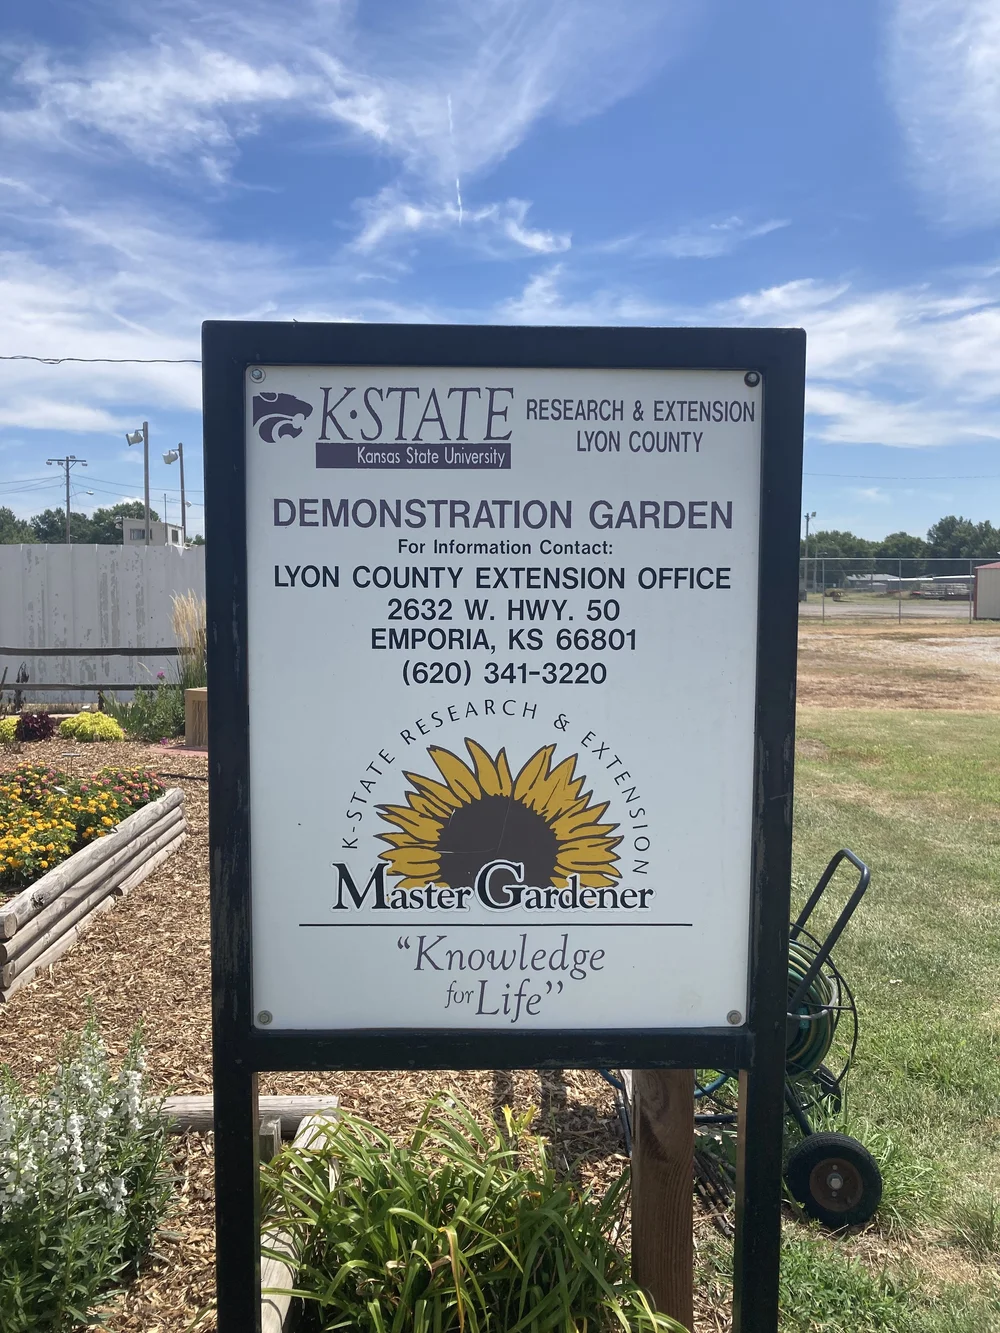 K•STATE
Kansas State University
RESEARCH & EXTENSION
LYON COUNTY
DEMONSTRATION GARDEN
For Information Contact:
LYON COUNTY EXTENSION OFFICE
2632 W. HWY. 50
EMPORIA, KS 66801
(620) 341-3220
K-STATE RESEARCH & EXTENSION
Master Gardener
“Knowledge
for Life”